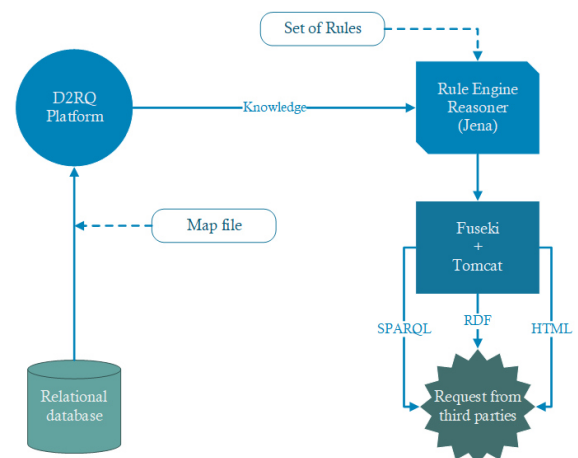 Set of Rules
D2RQ
Platform
Knowledge
Rule Engine
Reasoner
(Jena)
Map file
Fuseki
+
Tomcat
SPARQL
RDF
HTML
Relational
database
Request from
third parties